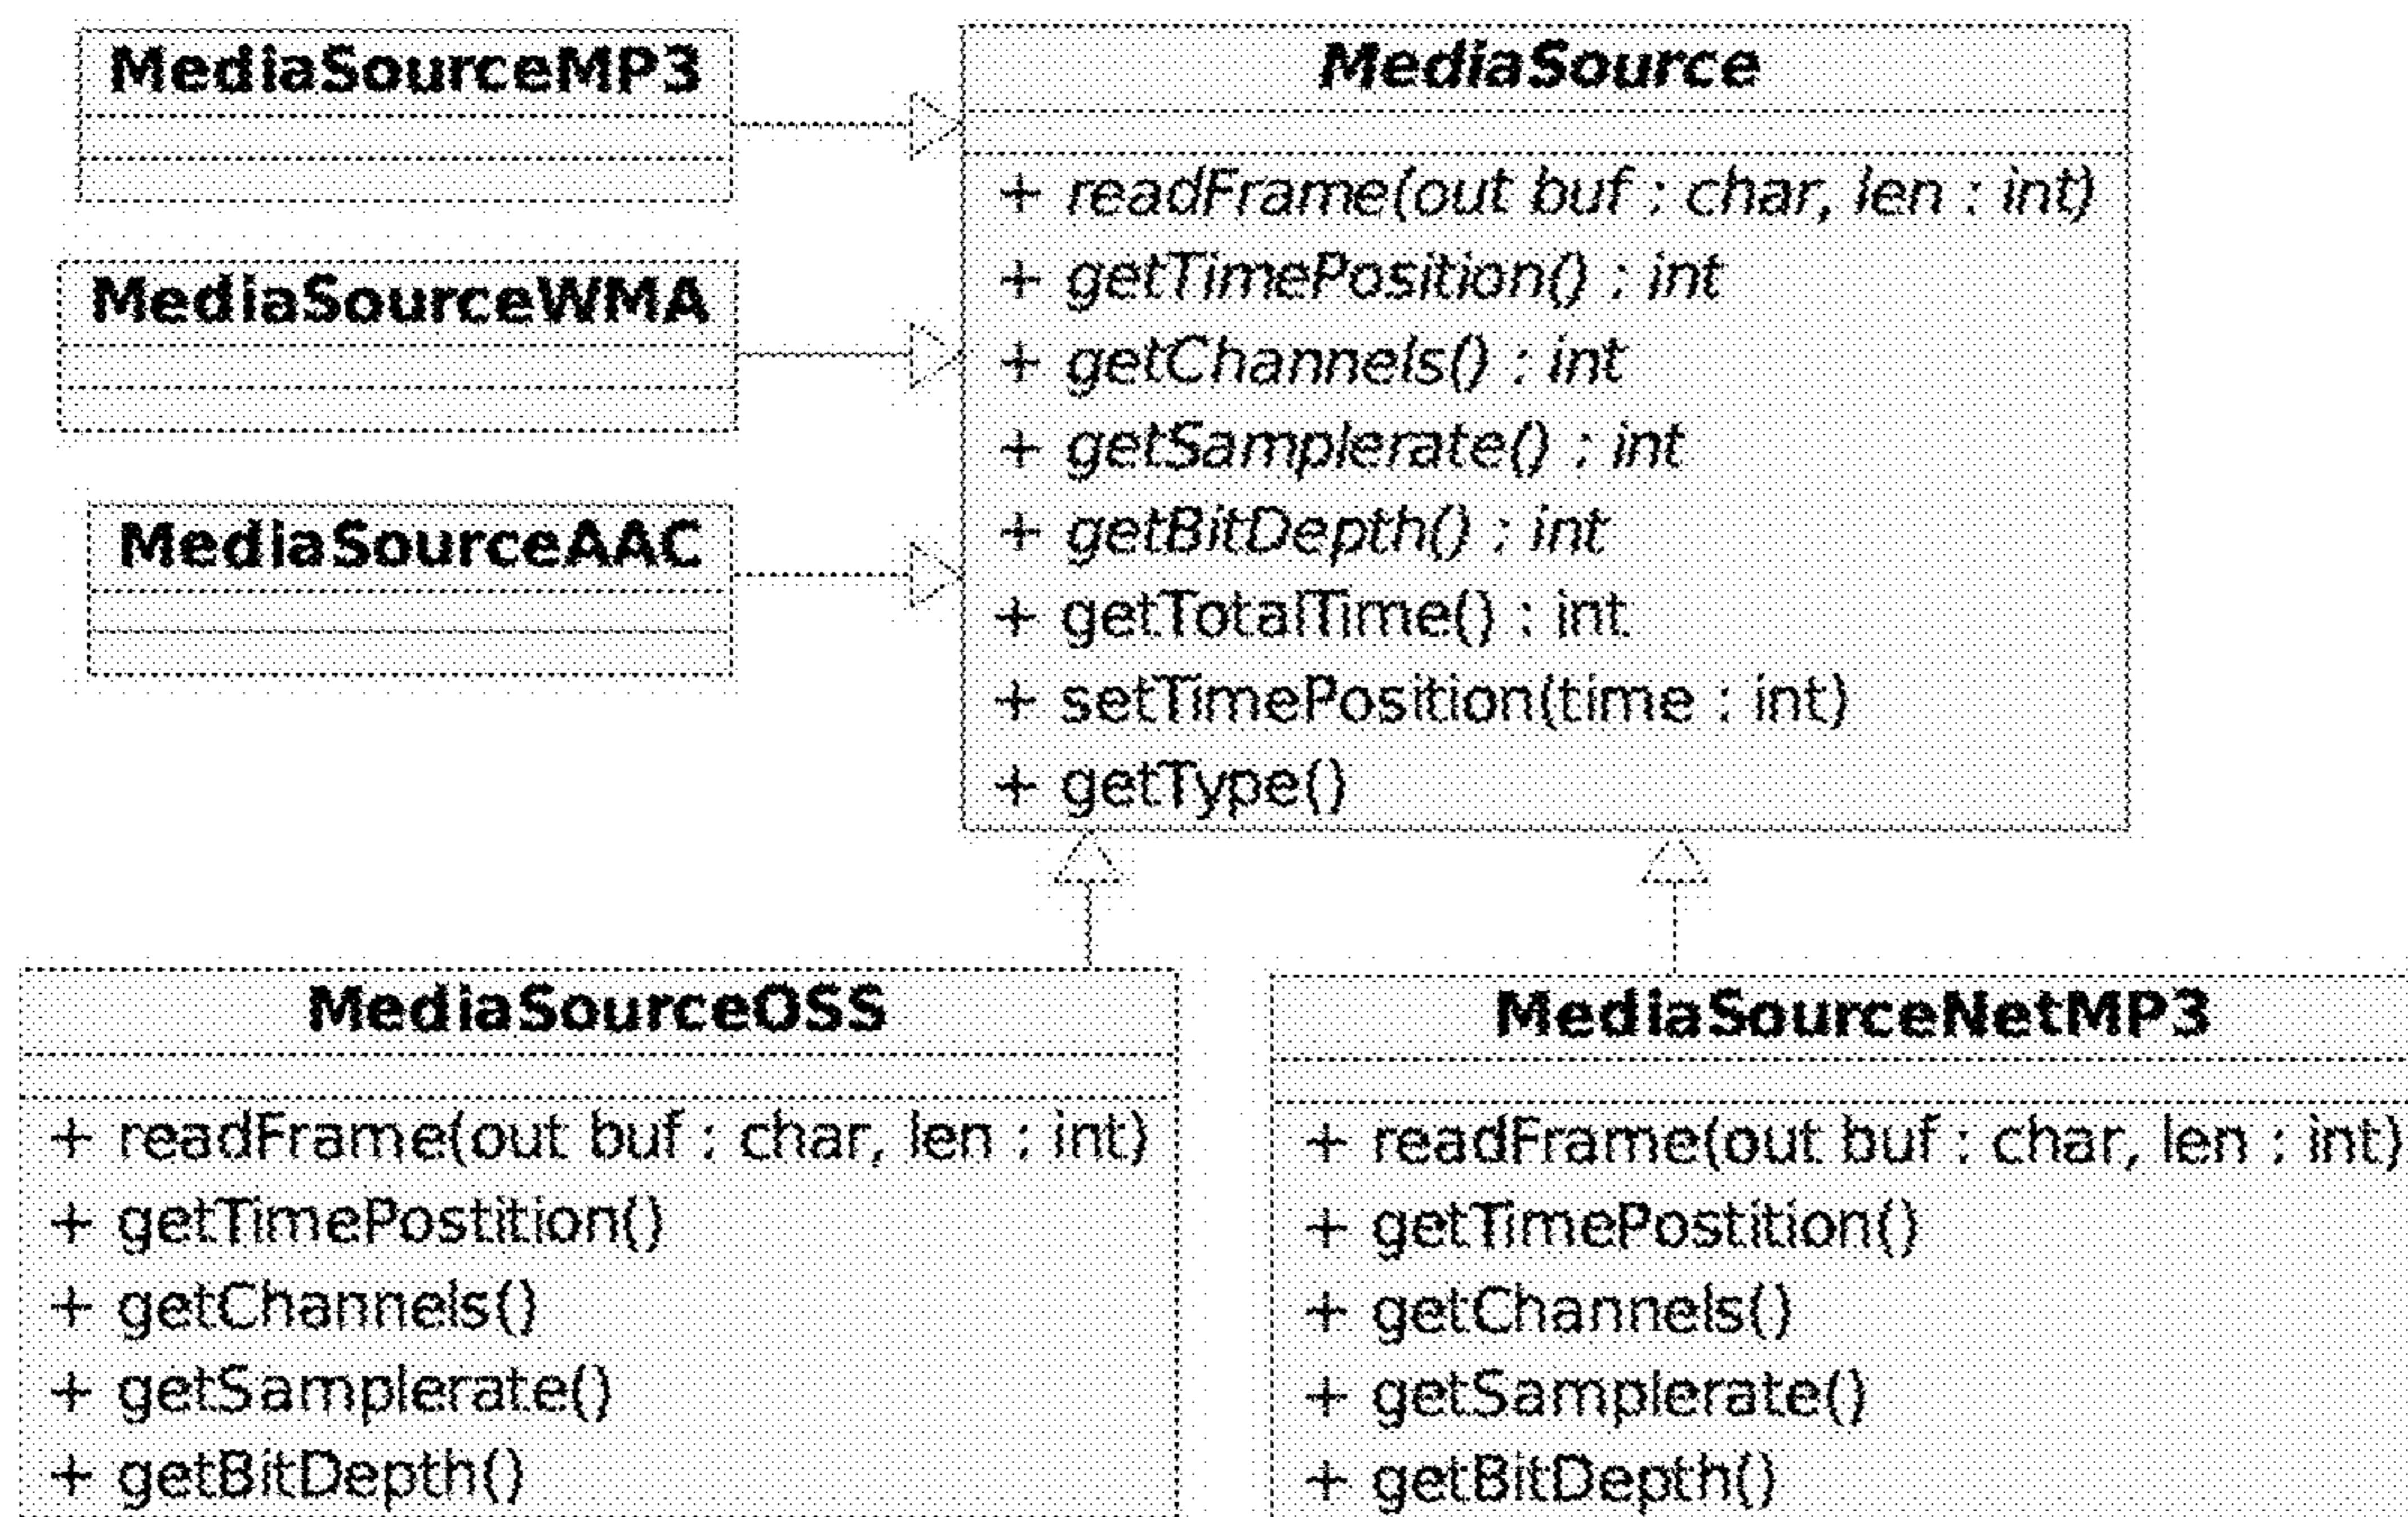 MediaSourceMP3
MediaSourceWMA
MediaSourceAAC
MediaSource
+ readFrame(out buf : char, len : int)
+ getTimePosition() : int
+ getChannels() : int
+ getSamplerate() : int
+ getBitDepth() : int
+ getTotalTime() : int
+ setTimePosition(time : int)
+ getType()
MediaSourceOSS
+ readFrame(out buf : char, len : int)
+ getTimePostition()
+ getChannels()
+ getSamplerate()
+ getBitDepth()
MediaSourceNetMP3
+ readFrame(out buf : char, len : int)
+ getTimePostition()
+ getChannels()
+ getSamplerate()
+ getBitDepth()